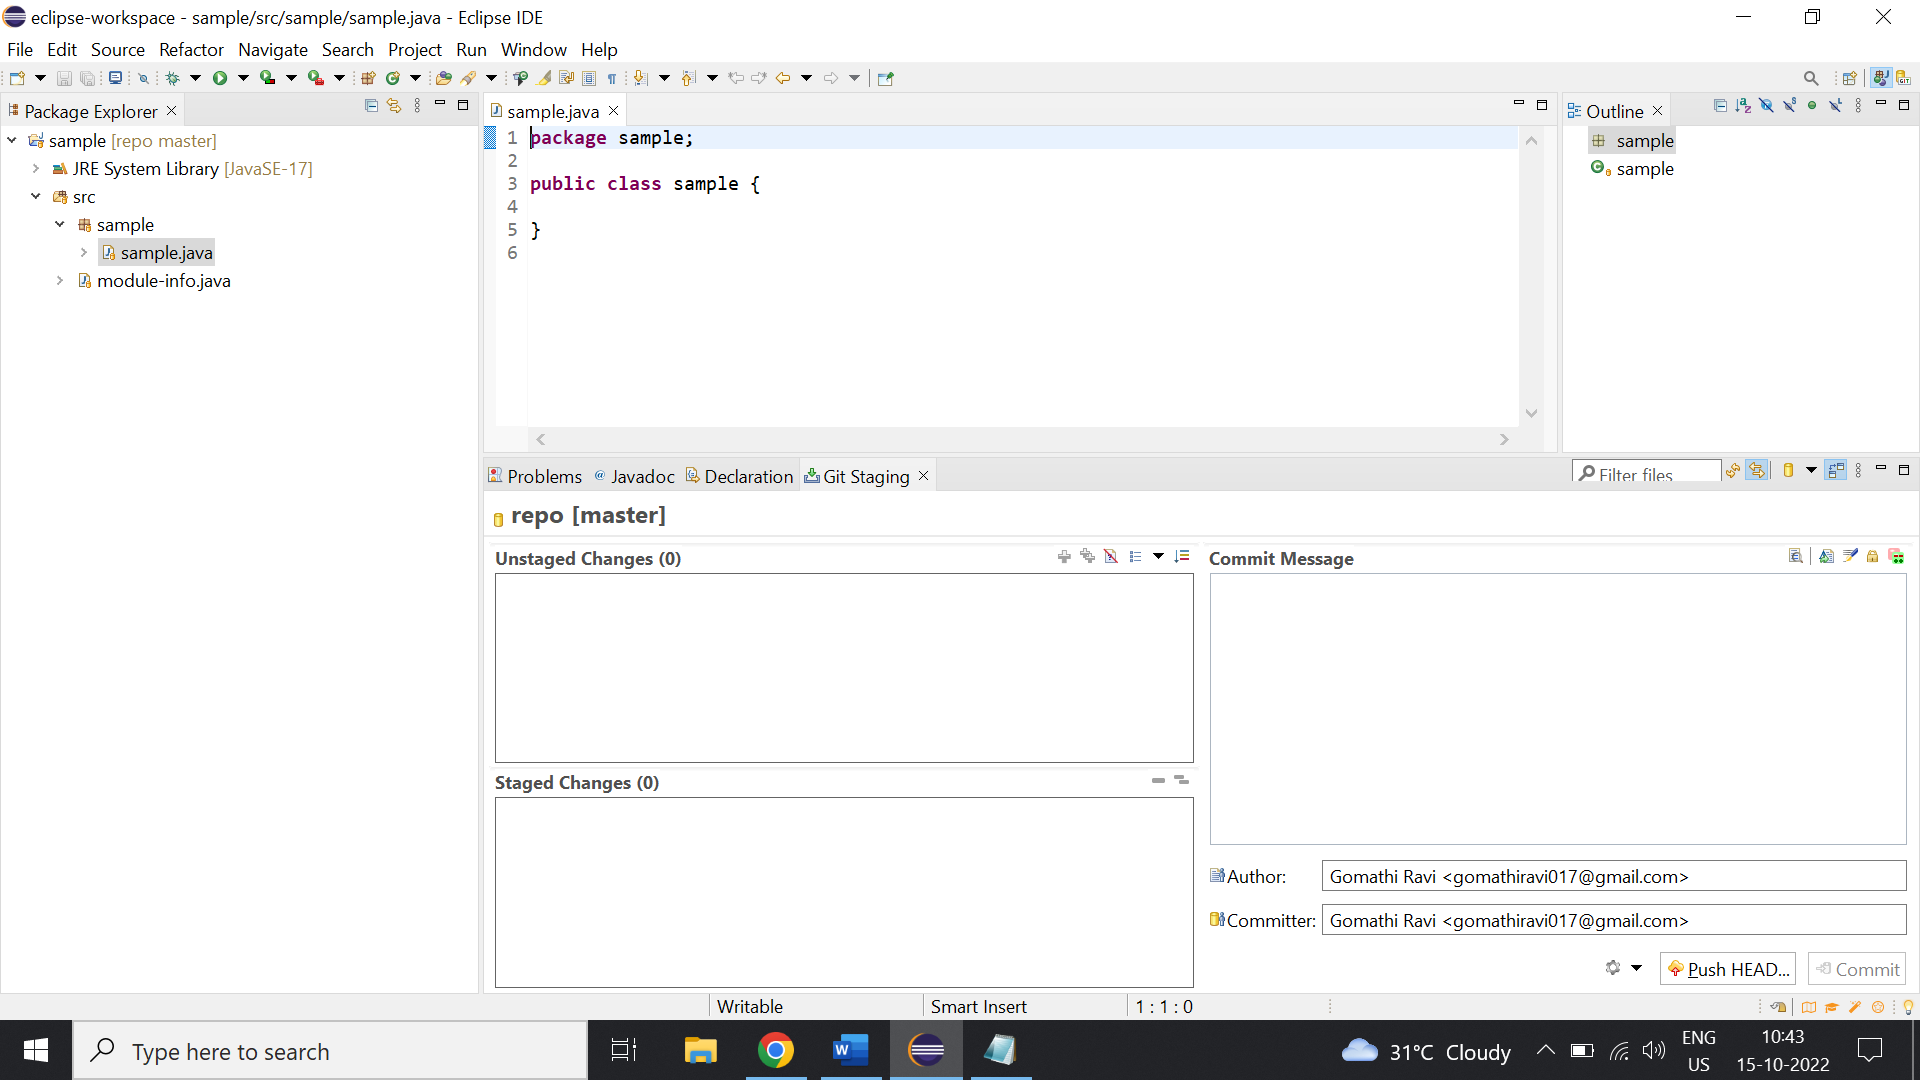 eclipse-workspace - sample/src/sample/sample.java - Eclipse IDE
File Edit Source Refactor Navigate Search Project Run Window Help
Package Explorer
sample [repo master]
JRE System Library [JavaSE-17]
src
sample
sample.java
module-info.java
sample.java
1 package sample;
2
3 public class sample {
4
5 }
6
Outline
sample
sample
Problems @ Javadoc Declaration Git Staging
Filter files
repo [master]
Unstaged Changes (0)
Staged Changes (0)
Commit Message
Author: Gomathi Ravi <gomathiravi017@gmail.com>
Committer: Gomathi Ravi <gomathiravi017@gmail.com>
Push HEAD... Commit
Writable Smart Insert 1 : 1 : 0
Type here to search
31°C Cloudy
ENG
US
10:43
15-10-2022